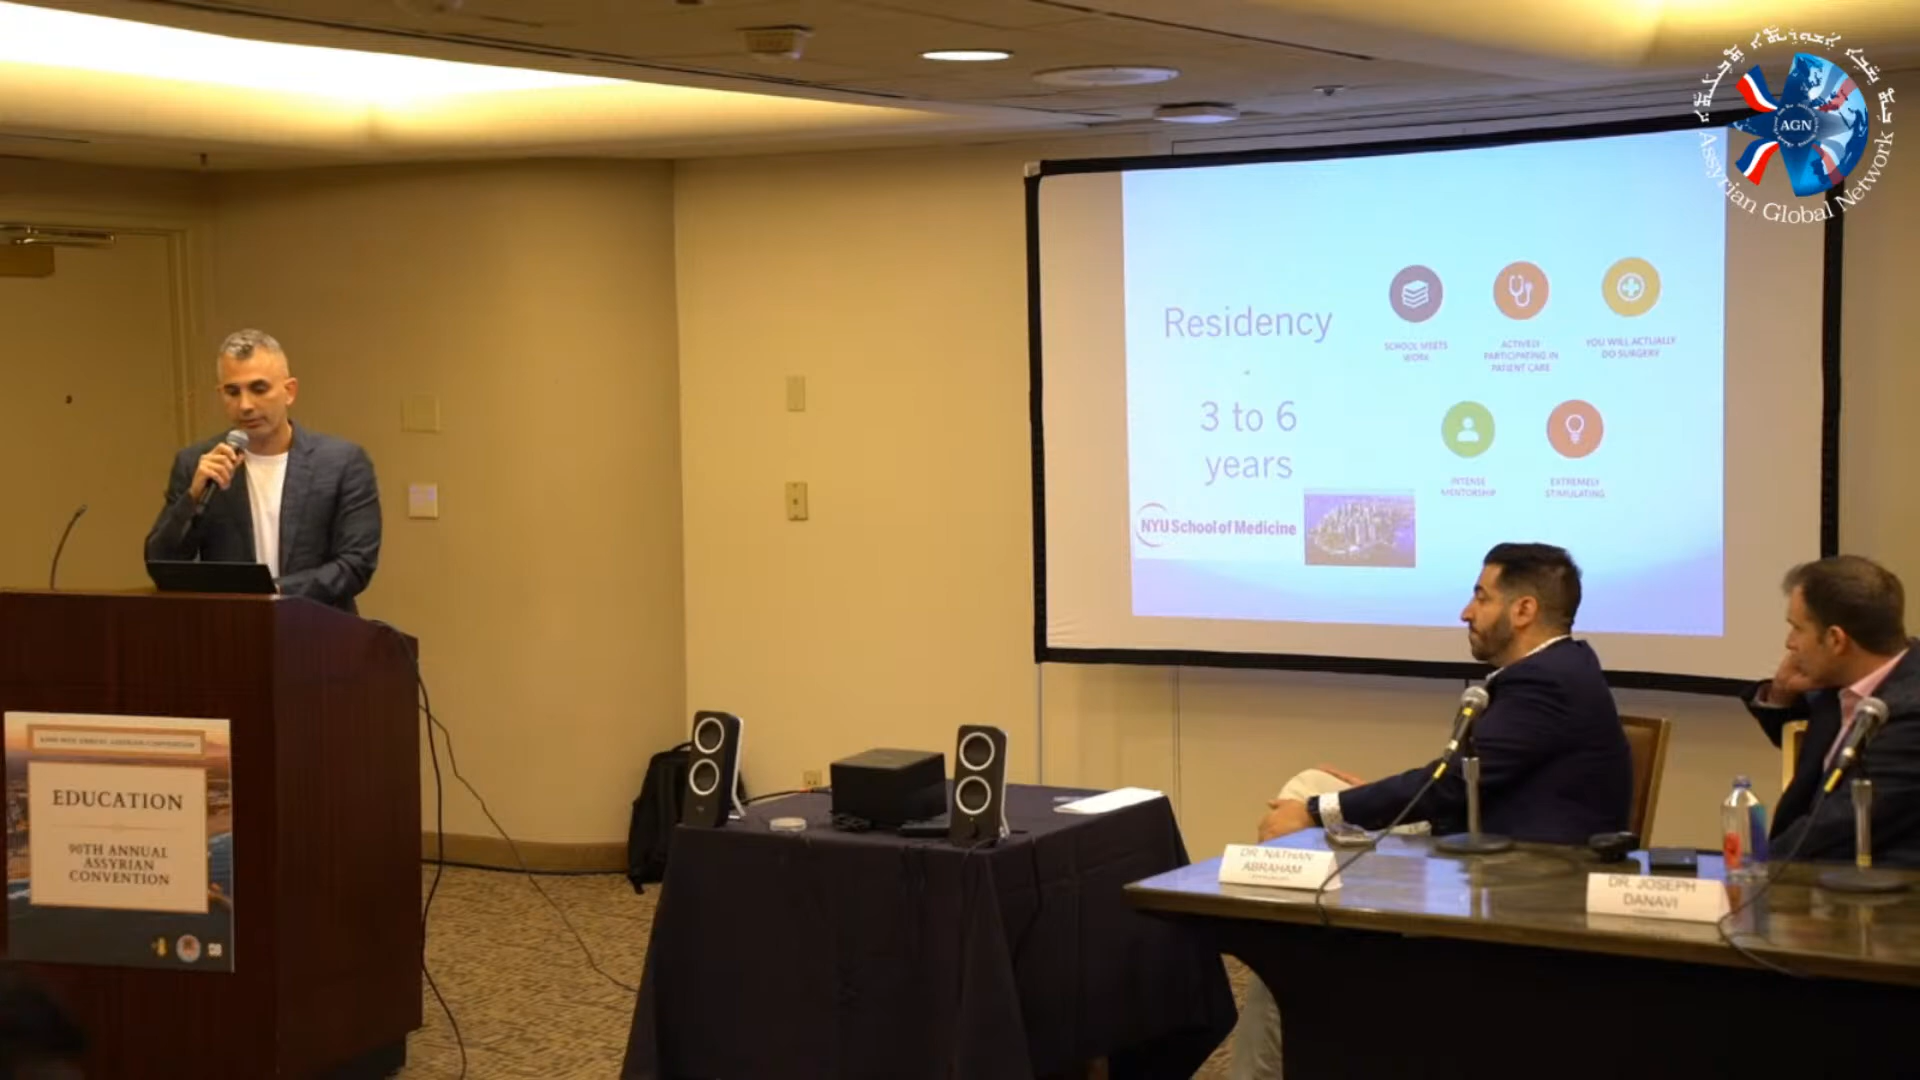 AGN
Assyrian Global Network
Residency
3 to 6
years
SCHOOL MEETS
WORK
ACTIVELY
PARTICIPATING IN
PATIENT CARE
YOU WILL ACTUALLY
DO SURGERY
INTENSE
MENTORSHIP
EXTREMELY
STIMULATING
NYU School of Medicine
EDUCATION
90TH ANNUAL
ASSYRIAN
CONVENTION
DR. NATHAN
ABRAHAM
DR. JOSEPH
DANAVI